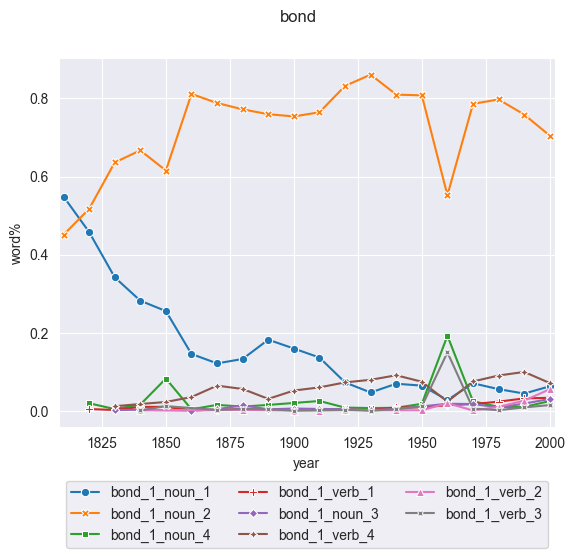 bond
0.8
0.6
0.4
0.2
0.0
word%
1825 1850 1875 1900 1925 1950 1975 2000
year
bond_1_noun_1 bond_1_verb_1 bond_1_verb_2
bond_1_noun_2 bond_1_noun_3 bond_1_verb_3
bond_1_noun_4 bond_1_verb_4